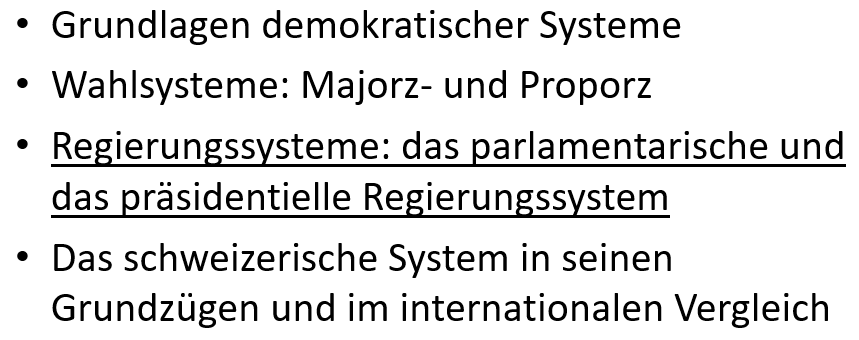 • Grundlagen demokratischer Systeme
• Wahlsysteme: Majorz- und Proporz
• Regierungssysteme: das parlamentarische und
das präsidentielle Regierungssystem
• Das schweizerische System in seinen
Grundzügen und im internationalen Vergleich